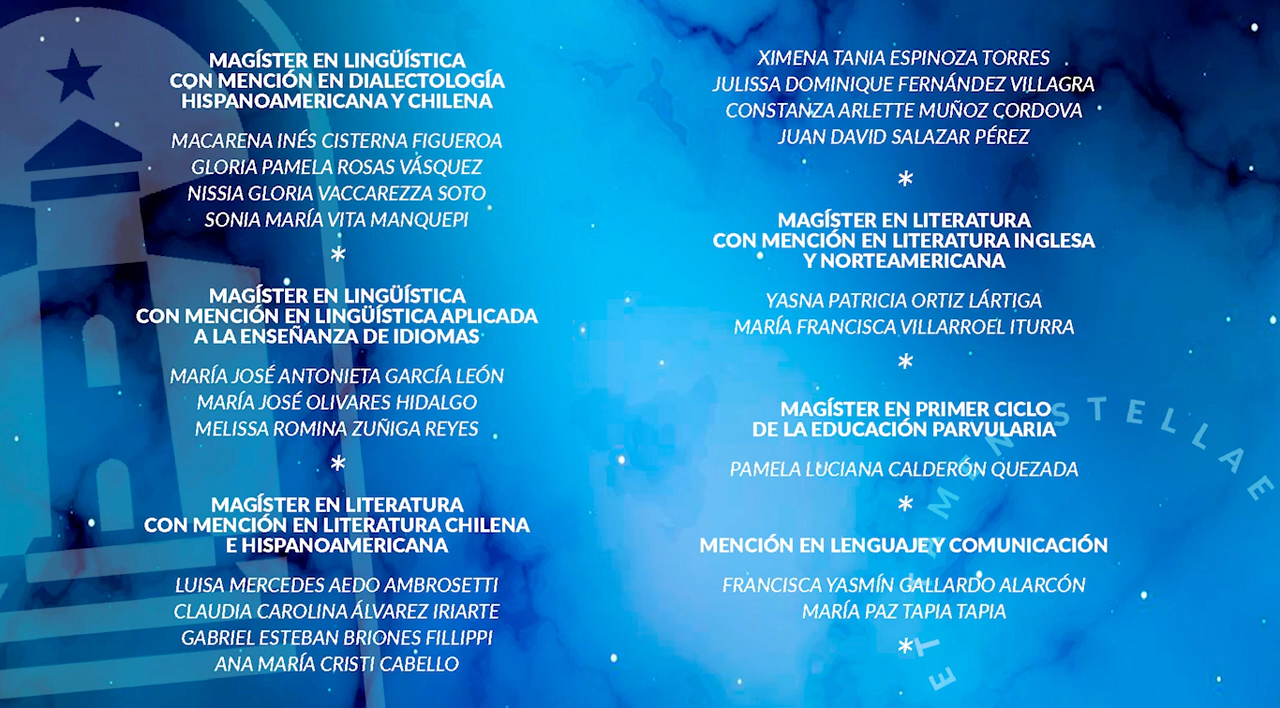 MAGÍSTER EN LINGÜÍSTICA
CON MENCIÓN EN DIALECTOLOGÍA
HISPANOAMERICANA Y CHILENA
MACARENA INÉS CISTERNA FIGUEROA
GLORIA PAMELA ROSAS VÁSQUEZ
NISSIA GLORIA VACCAREZZA SOTO
SONIA MARÍA VITA MANQUEPI
*
MAGÍSTER EN LINGÜÍSTICA
CON MENCIÓN EN LINGÜÍSTICA APLICADA
A LA ENSEÑANZA DE IDIOMAS
MARÍA JOSÉ ANTONIETA GARCÍA LEÓN
MARÍA JOSÉ OLIVARES HIDALGO
MELISSA ROMINA ZUÑIGA REYES
*
MAGÍSTER EN LITERATURA
CON MENCIÓN EN LITERATURA CHILENA
E HISPANOAMERICANA
LUISA MERCEDES AEDO AMBROSETTI
CLAUDIA CAROLINA ÁLVAREZ IRIARTE
GABRIEL ESTEBAN BRIONES FILLIPPI
ANA MARÍA CRISTI CABELLO
XIMENA TANIA ESPINOZA TORRES
JULISSA DOMINIQUE FERNÁNDEZ VILLAGRA
CONSTANZA ARLETTE MUÑOZ CORDOVA
JUAN DAVID SALAZAR PÉREZ
*
MAGÍSTER EN LITERATURA
CON MENCIÓN EN LITERATURA INGLESA
Y NORTEAMERICANA
YASNA PATRICIA ORTIZ LÁRTIGA
MARÍA FRANCISCA VILLARROEL ITURRA
*
MAGÍSTER EN PRIMER CICLO
DE LA EDUCACIÓN PARVULARIA
PAMELA LUCIANA CALDERÓN QUEZADA
*
MENCIÓN EN LENGUAJE Y COMUNICACIÓN
FRANCISCA YASMÍN GALLARDO ALARCÓN
MARÍA PAZ TAPIA TAPIA
*
STELLAE